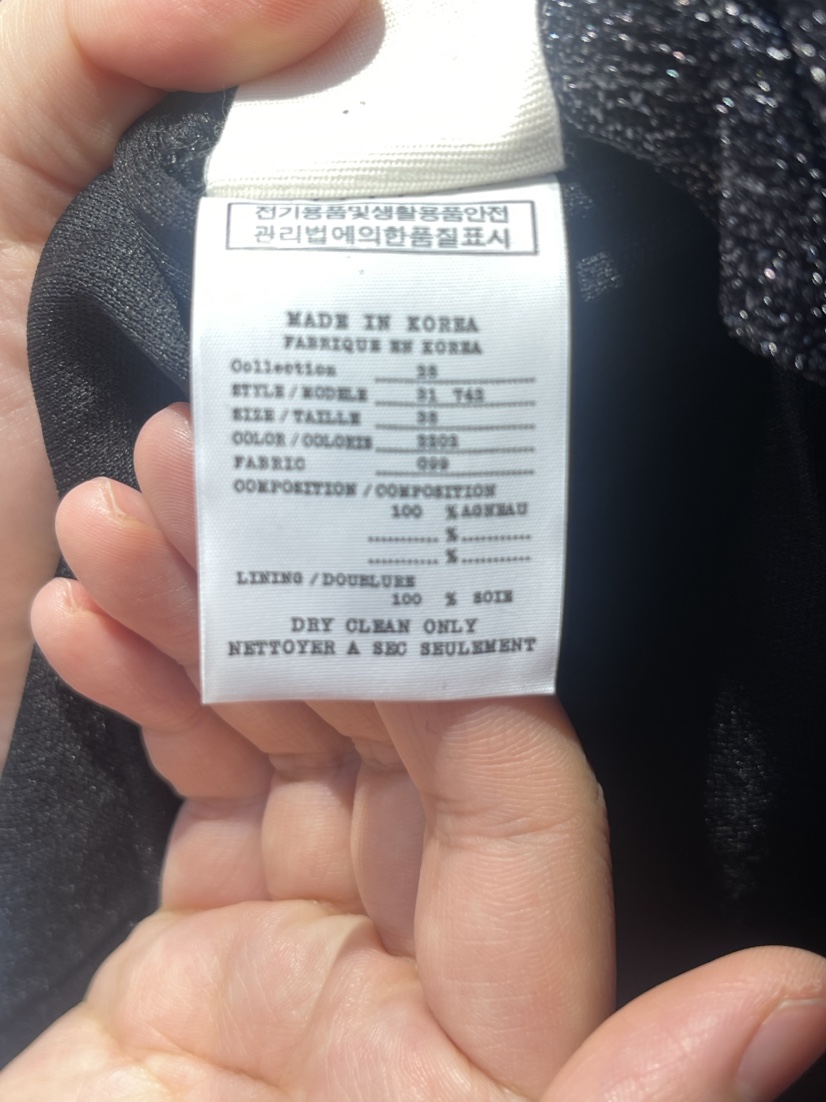 전기용품및생활용품안전
관리법에의한품질표시
MADE IN KOREA
FABRIQUE EN KOREA
Collection 38
STYLE/MODELE 31 743
SIZE/TAILLE 38
COLOR/COLORIS 2202
FABRIC 099
COMPOSITION/COMPOSITION
100 % AGNEAU
........... % ...........
........... % ...........
LINING/DOUBLURE
100 % SOIE
DRY CLEAN ONLY
NETTOYER A SEC SEULEMENT